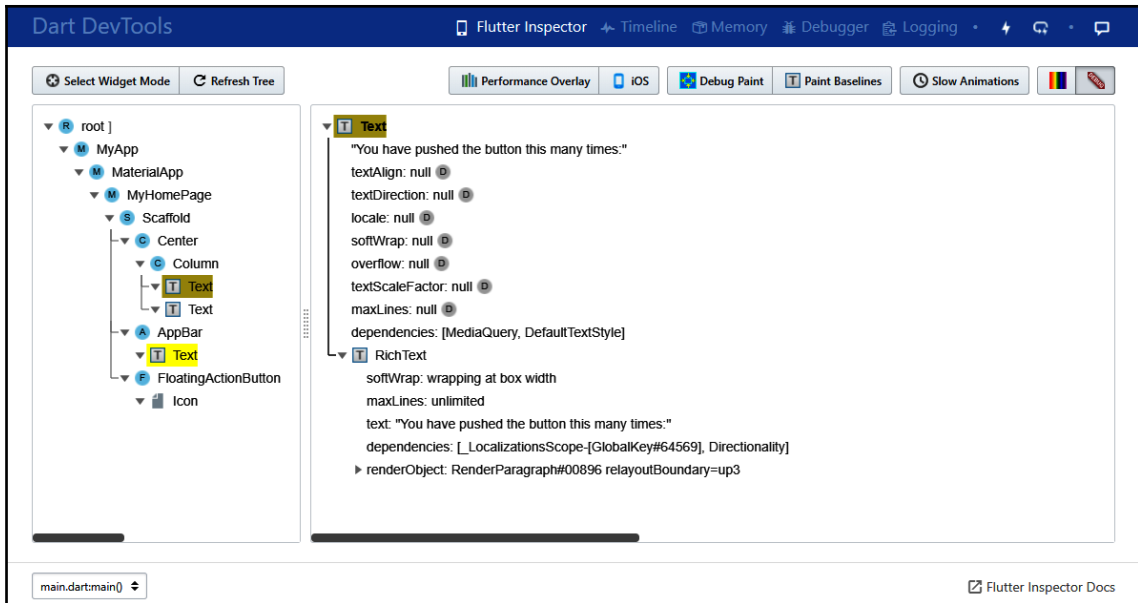 Dart DevTools
Flutter Inspector Timeline Memory Debugger Logging
Select Widget Mode Refresh Tree Performance Overlay iOS Debug Paint Paint Baselines Slow Animations
R root ]
M MyApp
M MaterialApp
M MyHomePage
S Scaffold
C Center
C Column
T Text
T Text
A AppBar
T Text
F FloatingActionButton
Icon
T Text
"You have pushed the button this many times:"
textAlign: null D
textDirection: null D
locale: null D
softWrap: null D
overflow: null D
textScaleFactor: null D
maxLines: null D
dependencies: [MediaQuery, DefaultTextStyle]
T RichText
softWrap: wrapping at box width
maxLines: unlimited
text: "You have pushed the button this many times:"
dependencies: [_LocalizationsScope-[GlobalKey#64569], Directionality]
renderObject: RenderParagraph#00896 relayoutBoundary=up3
main.dart:main()
Flutter Inspector Docs